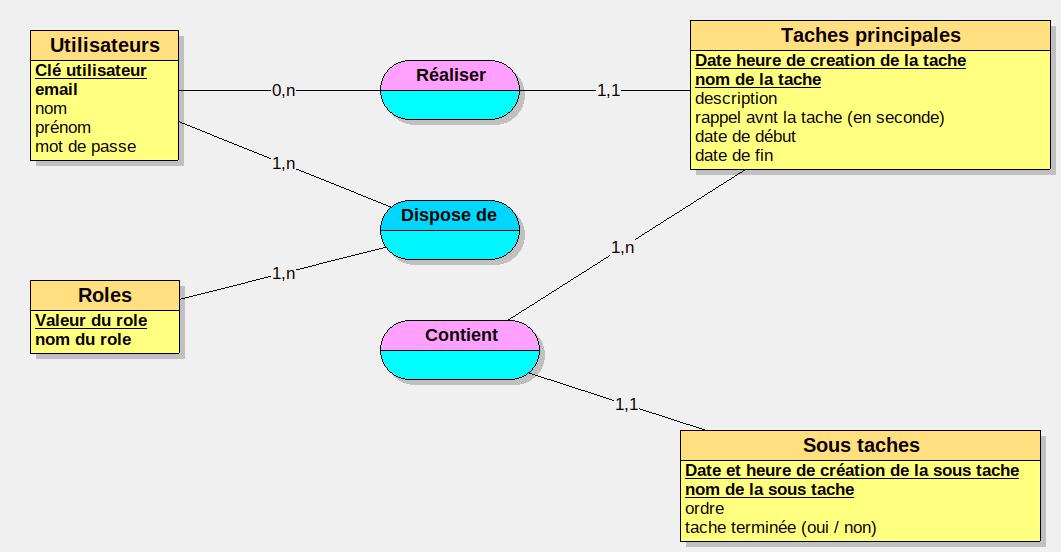 Utilisateurs
Clé utilisateur
email
nom
prénom
mot de passe
0,n
Réaliser
1,1
Taches principales
Date heure de creation de la tache
nom de la tache
description
rappel avnt la tache (en seconde)
date de début
date de fin
1,n
Dispose de
1,n
Roles
Valeur du role
nom du role
1,n
Contient
1,1
Sous taches
Date et heure de création de la sous tache
nom de la sous tache
ordre
tache terminée (oui / non)